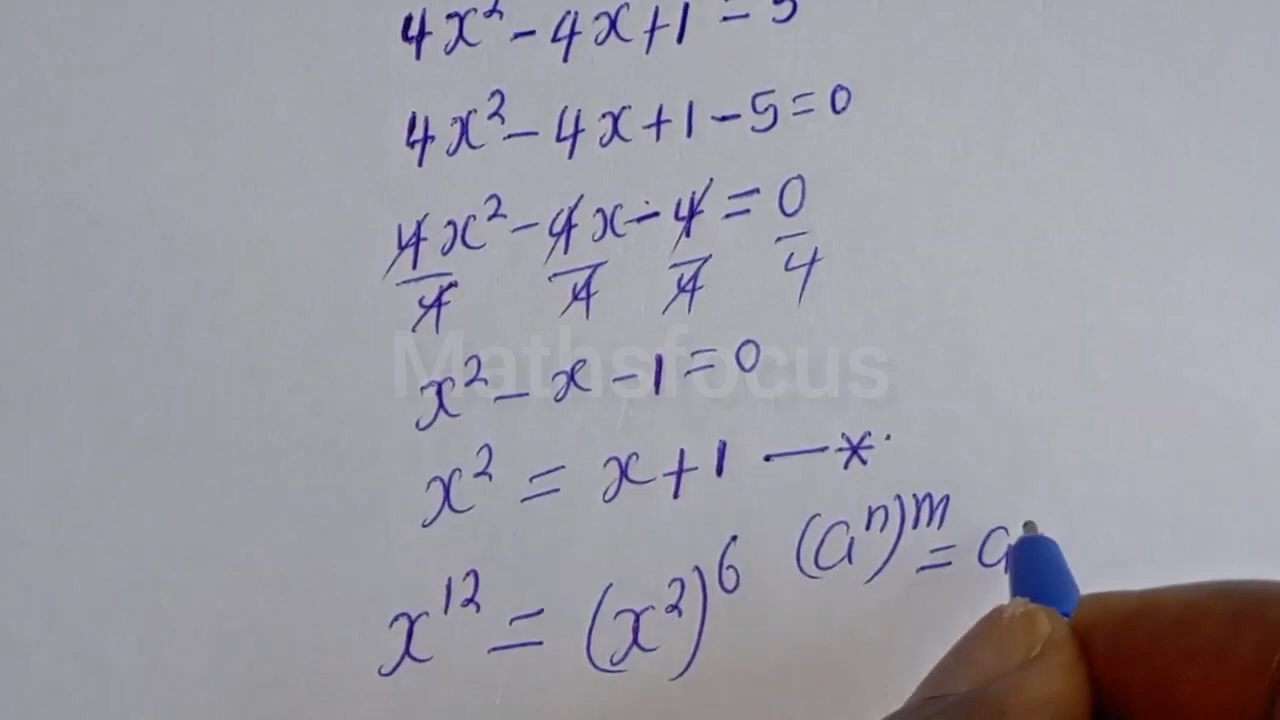 4x² - 4x + 1 = 5
4x² - 4x + 1 - 5 = 0
4x² - 4x - 4 = 0
4 4 4 4
Mathsfocus
x² - x - 1 = 0
x² = x + 1 — *
x¹² = (x²)⁶ (aⁿ)ᵐ = a